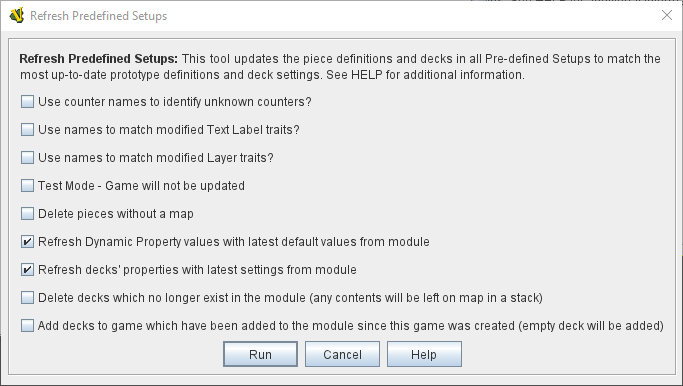 Refresh Predefined Setups
Refresh Predefined Setups: This tool updates the piece definitions and decks in all Pre-defined Setups to match the
most up-to-date prototype definitions and deck settings. See HELP for additional information.
Use counter names to identify unknown counters?
Use names to match modified Text Label traits?
Use names to match modified Layer traits?
Test Mode - Game will not be updated
Delete pieces without a map
Refresh Dynamic Property values with latest default values from module
Refresh decks' properties with latest settings from module
Delete decks which no longer exist in the module (any contents will be left on map in a stack)
Add decks to game which have been added to the module since this game was created (empty deck will be added)
Run Cancel Help